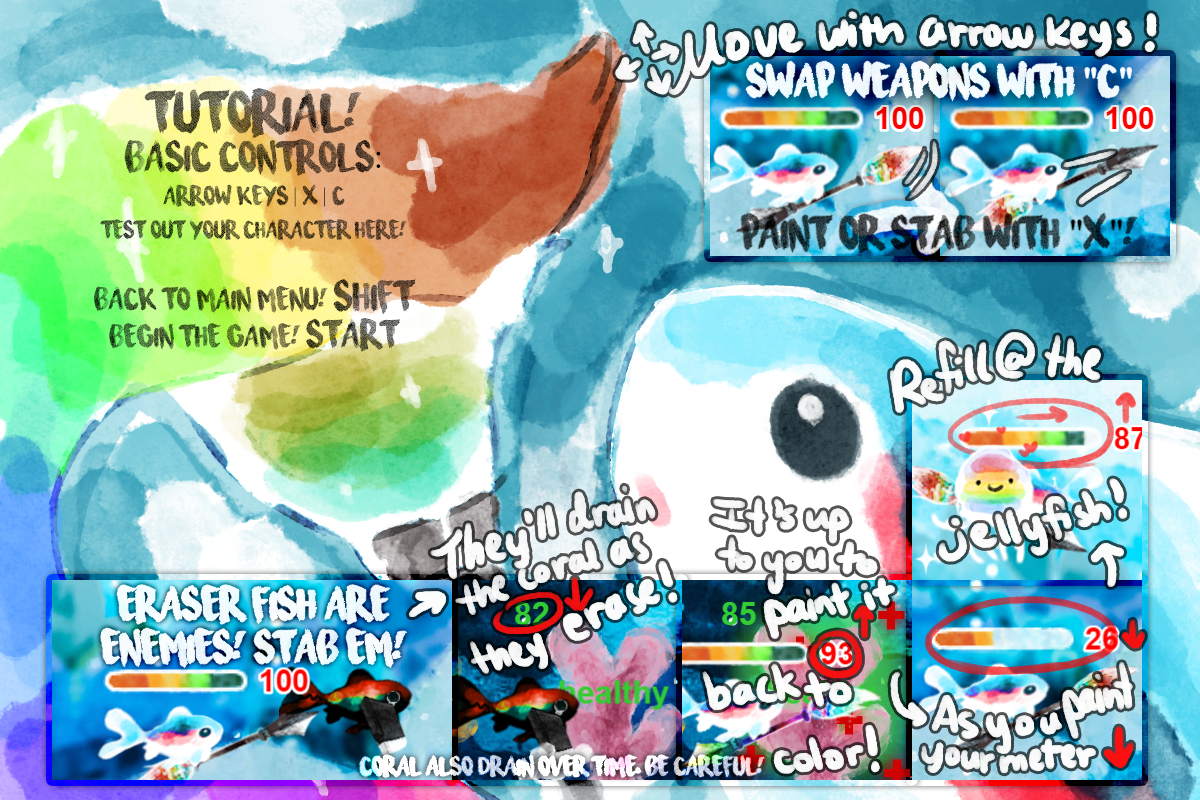 TUTORIAL!
BASIC CONTROLS:
ARROW KEYS | X | C
TEST OUT YOUR CHARACTER HERE!
BACK TO MAIN MENU! SHIFT
BEGIN THE GAME! START
Move with arrow keys!
SWAP WEAPONS WITH "C"
100
100
PAINT OR STAB WITH "X"!
ERASER FISH ARE
ENEMIES! STAB EM!
100
They'll drain
the coral as
they erase!
82
healthy
It's up
to you to
paint it
back to
color!
85
93
As you paint
your meter
26
Refill @ the
jellyfish!
87
CORAL ALSO DRAIN OVER TIME. BE CAREFUL!